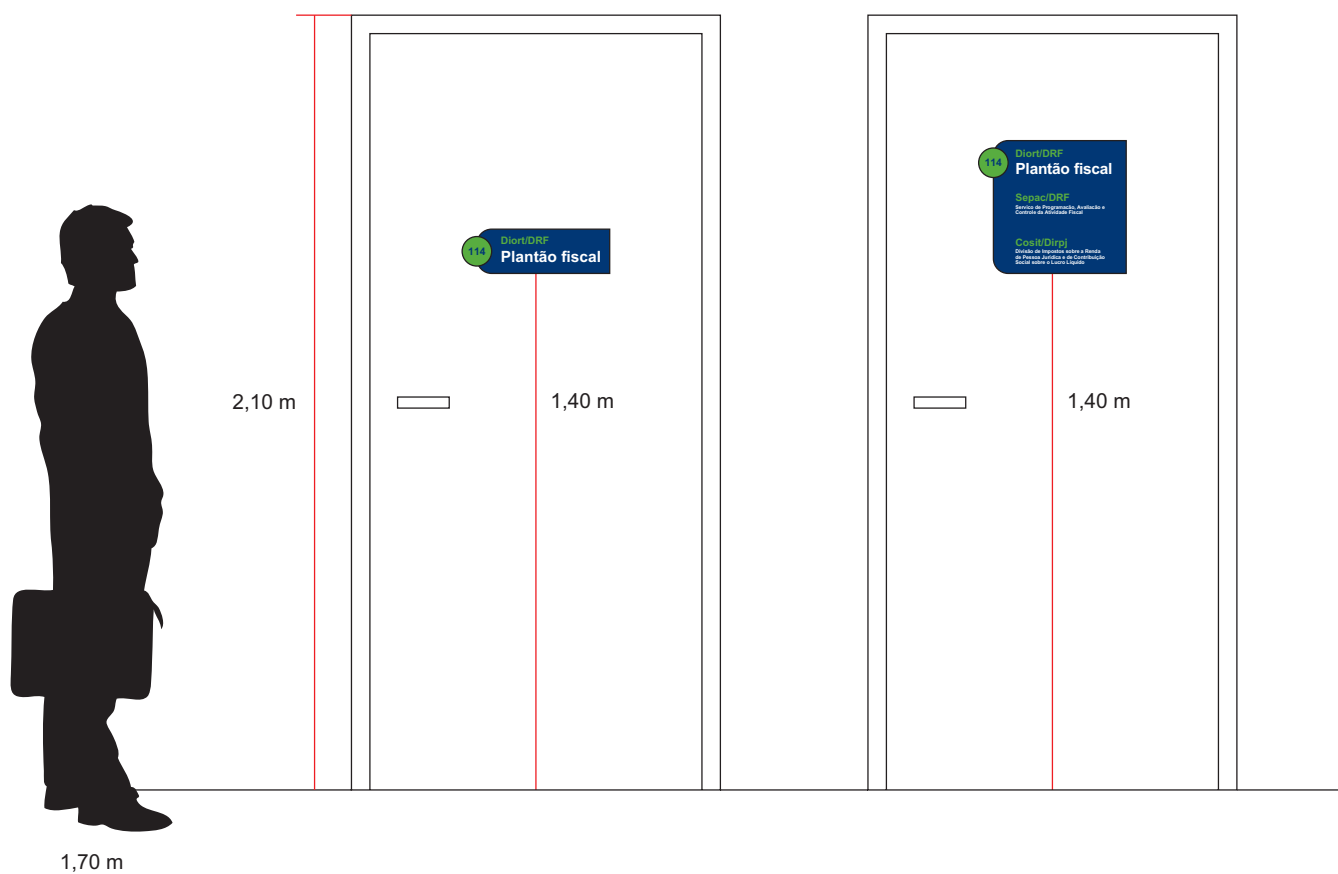 114
Diort/DRF
Plantão fiscal
2,10 m
1,40 m
114
Diort/DRF
Plantão fiscal
Sepac/DRF
Serviço de Programacão, Avaliacão e
Controle da Atividade Fiscal
Cosit/Dirpj
Divisão de Impostos sobre a Renda
de Pessoa Jurídica e de Contribuição
Social sobre o Lucro Líquido
1,40 m
1,70 m